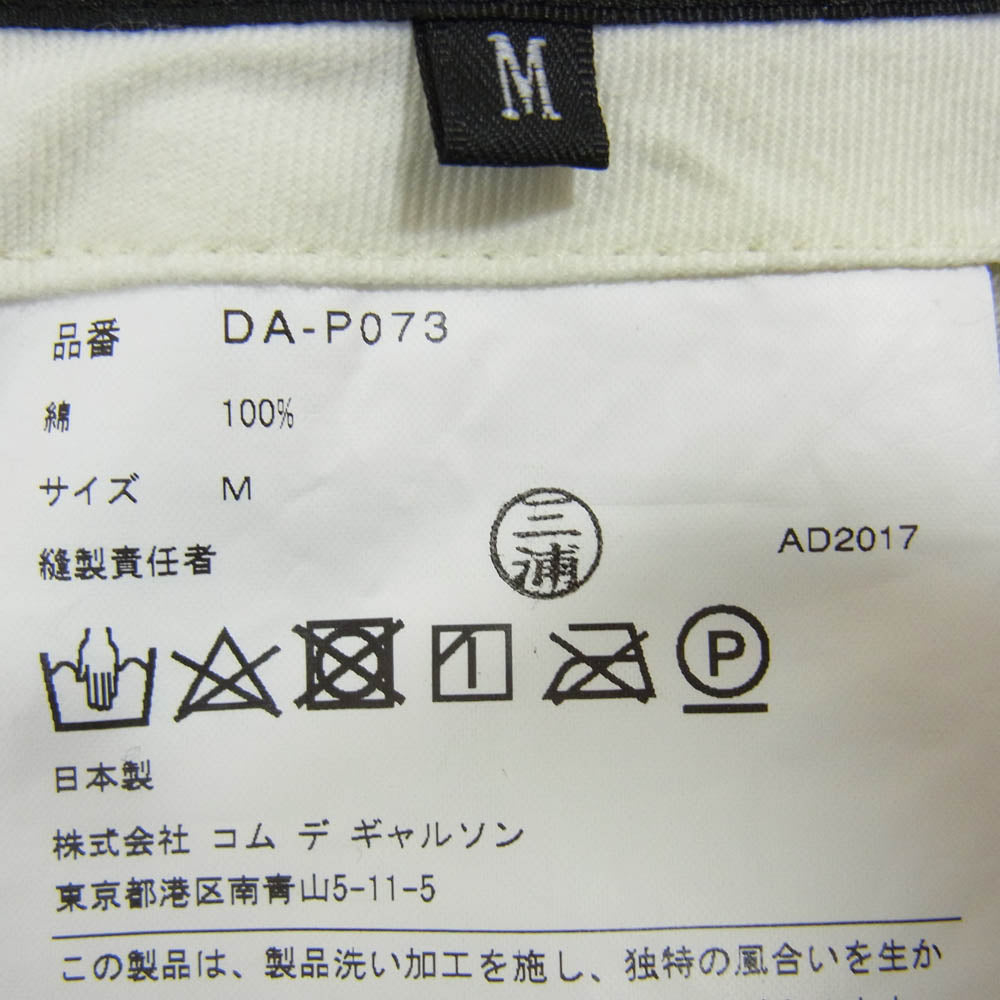 M
品番 DA-P073
綿 100%
サイズ M
三浦
縫製責任者 AD2017
P
日本製
株式会社 コム デ ギャルソン
東京都港区南青山5-11-5
この製品は、製品洗い加工を施し、独特の風合いを生か